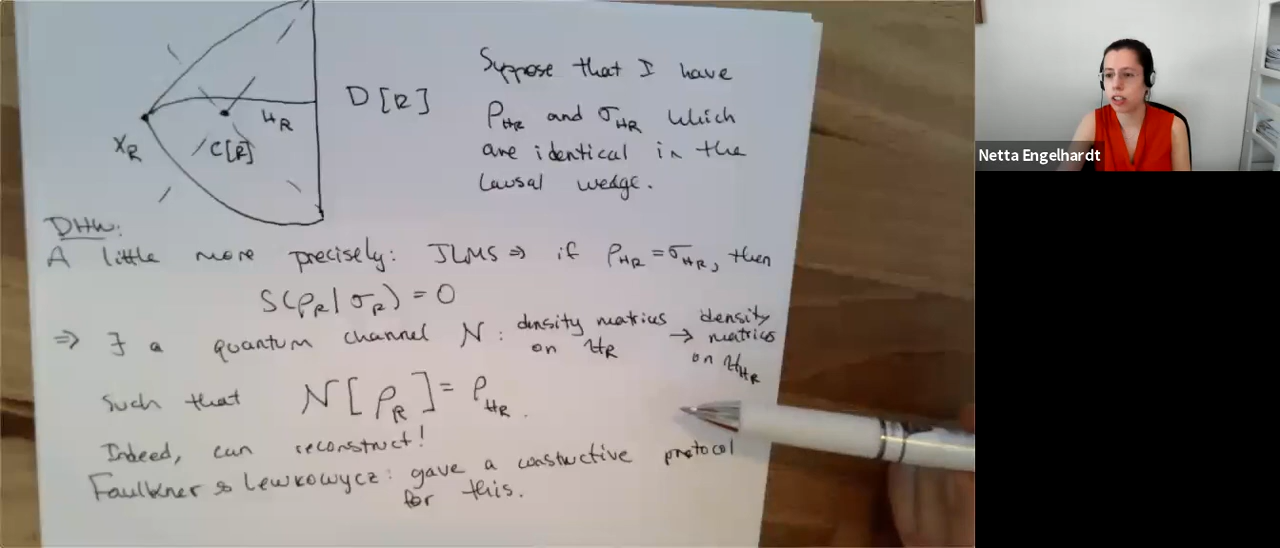 Suppose that I have
D[R]
ρ_HR and σ_HR which
H_R
are identical in the
X_R
C[R]
causal wedge.
DHW:
A little more precisely: JLMS ⇒ if ρ_HR = σ_HR, then
S(ρ_R | σ_R) = 0
⇒ ∃ a quantum channel N : density matrices on H_R → density matrices on H_HR
Such that N[ρ_R] = ρ_HR.
Indeed, can reconstruct!
Faulkner & Lewkowycz: gave a constuctive protocol
for this.
Netta Engelhardt